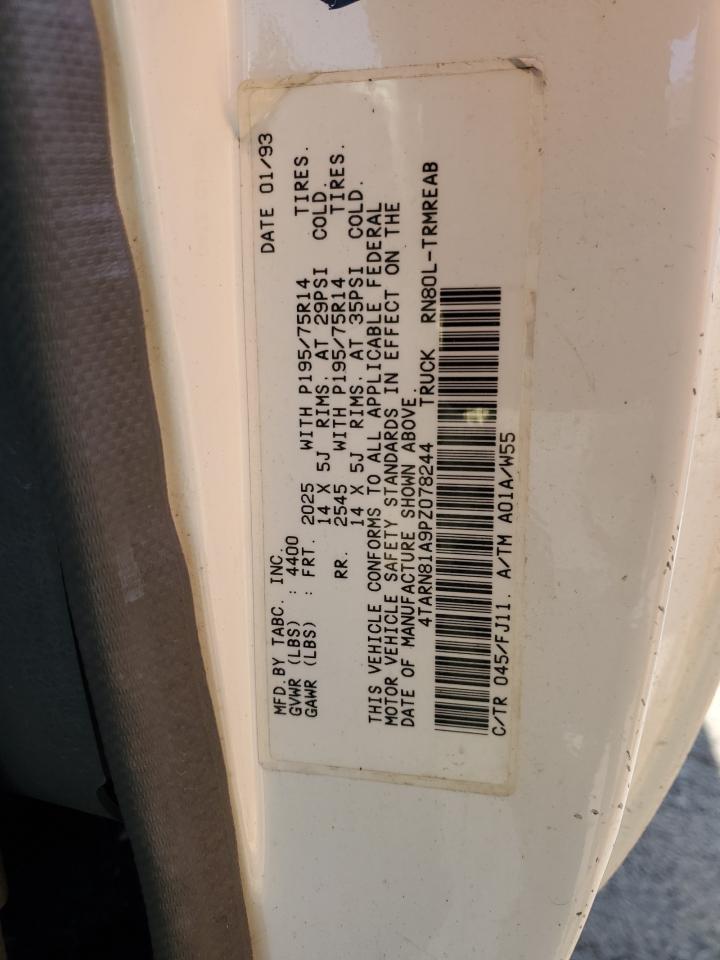 MFD. BY TABC. INC. DATE 01/93
GVWR (LBS) : 4400
GAWR (LBS) : FRT. 2025 WITH P195/75R14 TIRES.
14 X 5J RIMS. AT 29PSI COLD.
RR. 2545 WITH P195/75R14 TIRES.
14 X 5J RIMS. AT 35PSI COLD.
THIS VEHICLE CONFORMS TO ALL APPLICABLE FEDERAL
MOTOR VEHICLE SAFETY STANDARDS IN EFFECT ON THE
DATE OF MANUFACTURE SHOWN ABOVE.
4TARN81A9PZ078244 TRUCK RN80L-TRMREAB
C/TR 045/FJ11. A/TM A01A/W55